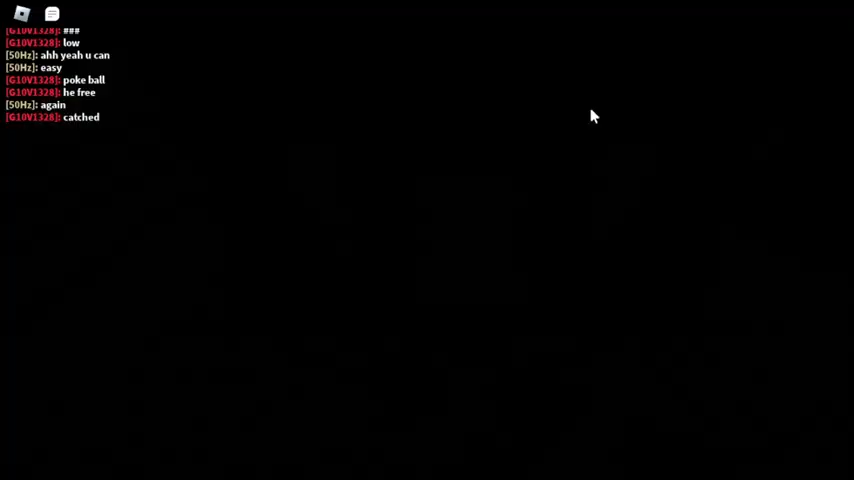 [G10V1328]: ###
[G10V1328]: low
[50Hz]: ahh yeah u can
[50Hz]: easy
[G10V1328]: poke ball
[G10V1328]: he free
[50Hz]: again
[G10V1328]: catched